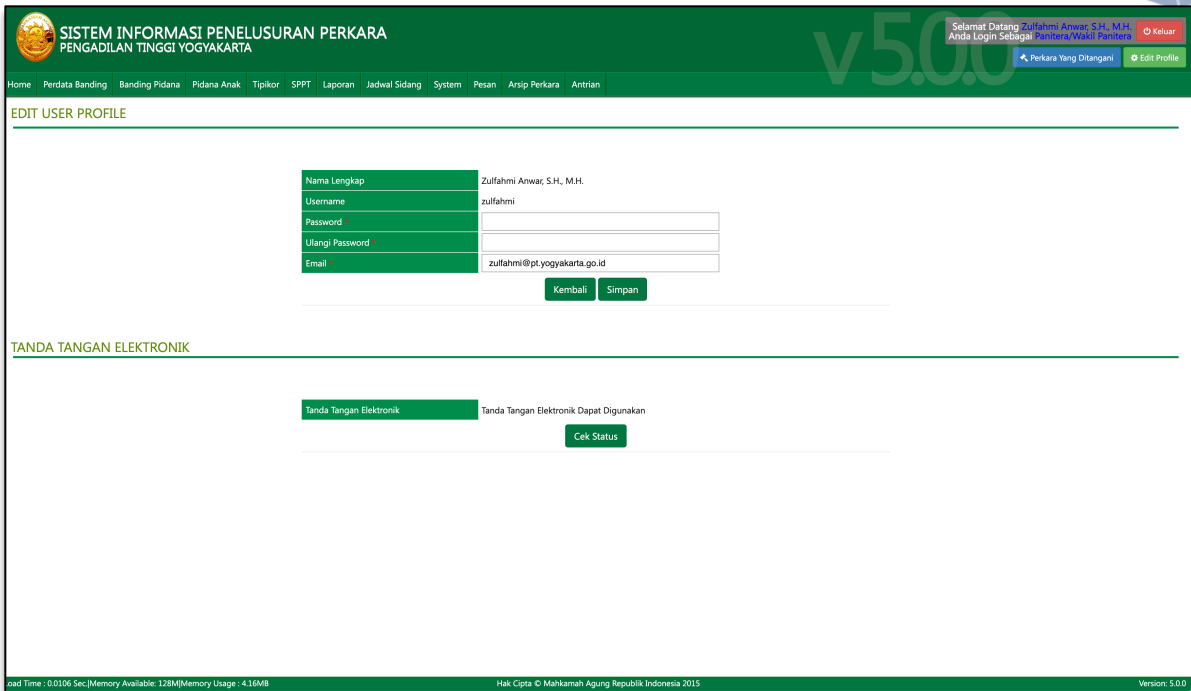 SISTEM INFORMASI PENELUSURAN PERKARA
PENGADILAN TINGGI YOGYAKARTA
v5.0.0
Selamat Datang Zulfahmi Anwar, S.H., M.H.
Anda Login Sebagai Panitera/Wakil Panitera
Keluar
Perkara Yang Ditangani
Edit Profile
Home Perdata Banding Banding Pidana Pidana Anak Tipikor SPPT Laporan Jadwal Sidang System Pesan Arsip Perkara Antrian
EDIT USER PROFILE
Nama Lengkap Zulfahmi Anwar, S.H., M.H.
Username zulfahmi
Password *
Ulangi Password *
Email * zulfahmi@pt.yogyakarta.go.id
Kembali Simpan
TANDA TANGAN ELEKTRONIK
Tanda Tangan Elektronik Tanda Tangan Elektronik Dapat Digunakan
Cek Status
oad Time : 0.0106 Sec.|Memory Available: 128M|Memory Usage : 4.16MB Hak Cipta © Mahkamah Agung Republik Indonesia 2015 Version: 5.0.0